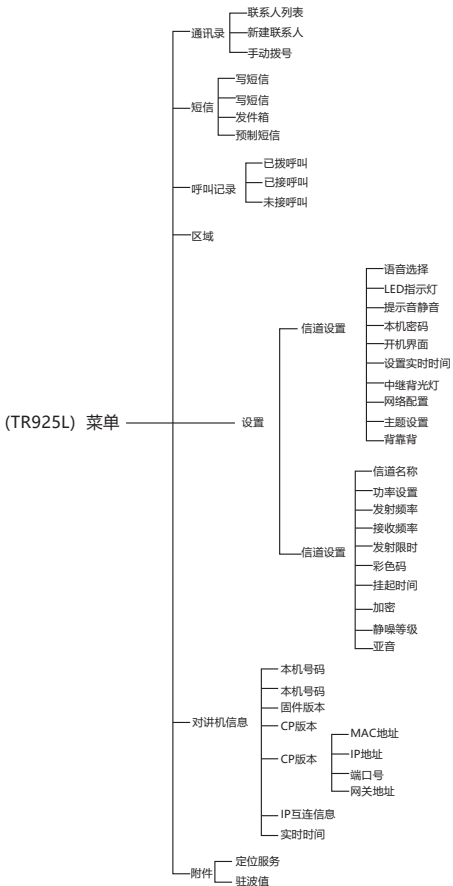 (TR925L) 菜单
通讯录
联系人列表
新建联系人
手动拨号
短信
写短信
写短信
发件箱
预制短信
呼叫记录
已拨呼叫
已接呼叫
未接呼叫
区域
设置
信道设置
语音选择
LED指示灯
提示音静音
本机密码
开机界面
设置实时时间
中继背光灯
网络配置
主题设置
背靠背
信道设置
信道名称
功率设置
发射频率
接收频率
发射限时
彩色码
挂起时间
加密
静噪等级
亚音
对讲机信息
本机号码
本机号码
固件版本
CP版本
CP版本
MAC地址
IP地址
端口号
网关地址
IP互连信息
实时时间
附件
定位服务
驻波值